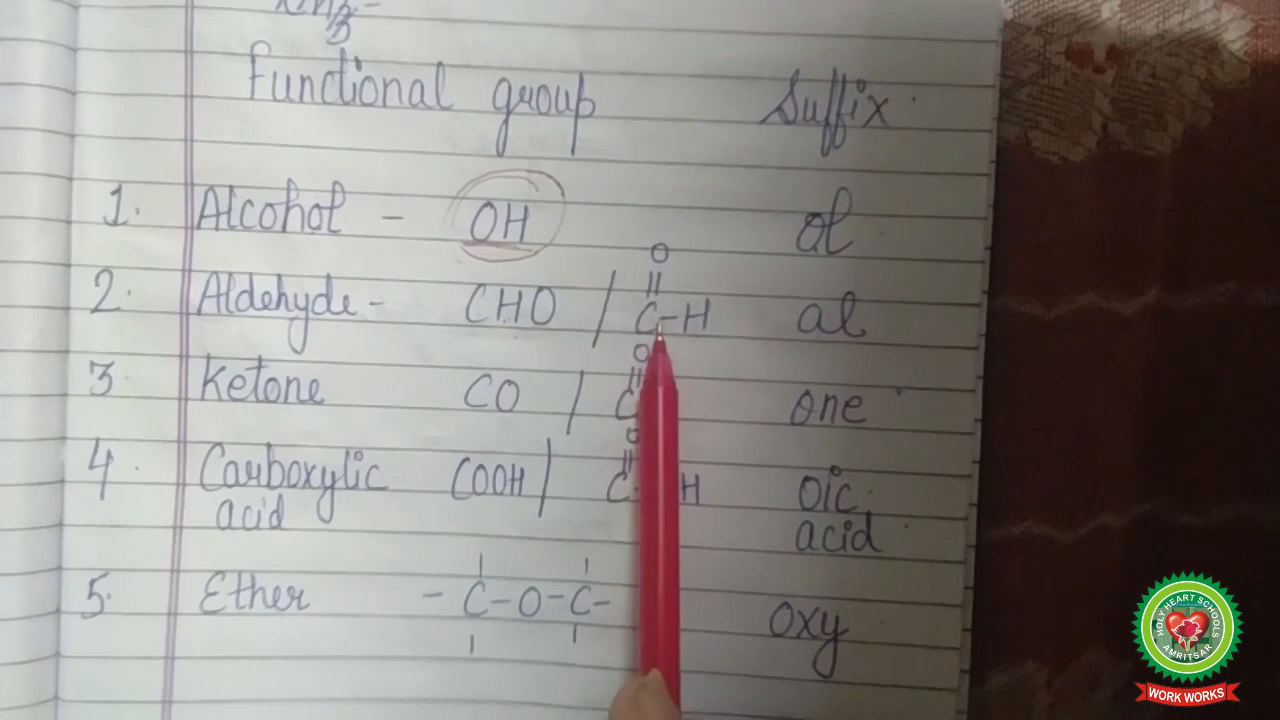 Functional group Suffix
1. Alcohol - OH ol
O
||
2. Aldehyde - CHO / C-H al
O
||
3. Ketone CO / C one
O
||
4. Carboxylic COOH / C H oic
acid acid
5. Ether -C-O-C- oxy
HOLY HEART SCHOOLS
AMRITSAR
WORK WORKS